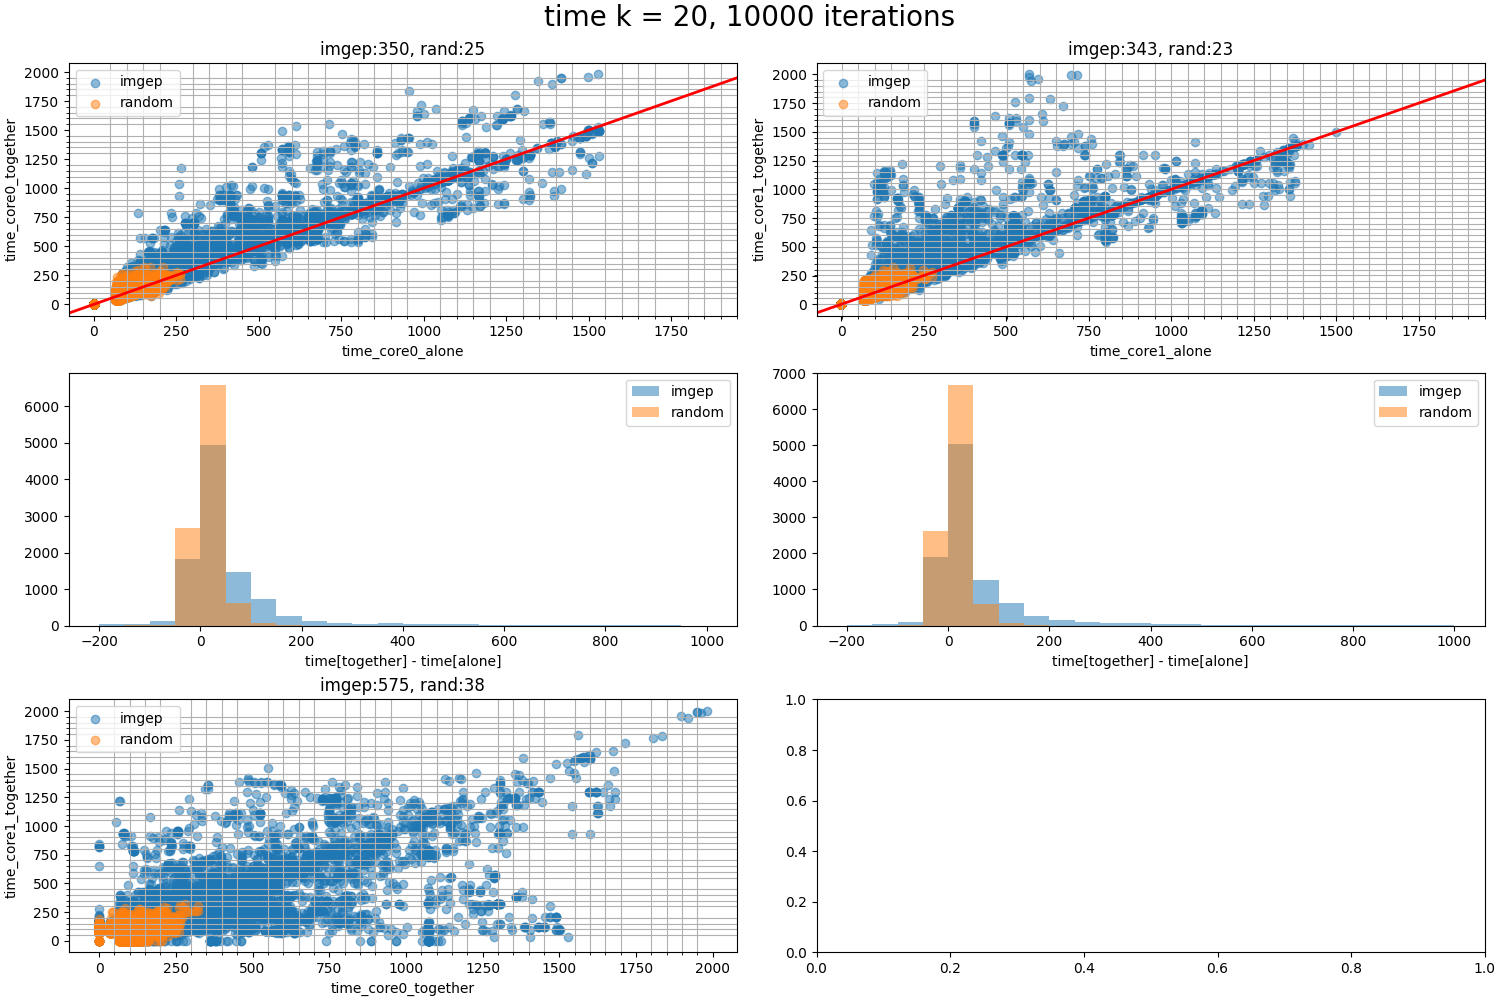 time k = 20, 10000 iterations
imgep:350, rand:25
imgep
random
2000
1750
1500
1250
1000
750
500
250
0
time_core0_together
0 250 500 750 1000 1250 1500 1750
time_core0_alone
imgep:343, rand:23
imgep
random
2000
1750
1500
1250
1000
750
500
250
0
time_core1_together
0 250 500 750 1000 1250 1500 1750
time_core1_alone
imgep
random
6000
5000
4000
3000
2000
1000
0
−200 0 200 400 600 800 1000
time[together] - time[alone]
imgep
random
7000
6000
5000
4000
3000
2000
1000
0
−200 0 200 400 600 800 1000
time[together] - time[alone]
imgep:575, rand:38
imgep
random
2000
1750
1500
1250
1000
750
500
250
0
time_core1_together
0 250 500 750 1000 1250 1500 1750 2000
time_core0_together
1.0
0.8
0.6
0.4
0.2
0.0
0.0 0.2 0.4 0.6 0.8 1.0